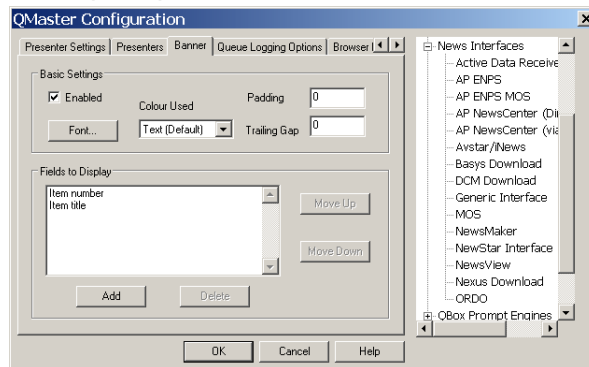 QMaster Configuration
Presenter Settings Presenters Banner Queue Logging Options Browser
Basic Settings
Enabled
Colour Used
Padding 0
Font...
Text (Default)
Trailing Gap 0
Fields to Display
Item number
Item title
Move Up
Move Down
Add Delete
OK Cancel Help
News Interfaces
Active Data Receive
AP ENPS
AP ENPS MOS
AP NewsCenter (Di
AP NewsCenter (via
Avstar/iNews
Basys Download
DCM Download
Generic Interface
MOS
NewsMaker
NewStar Interface
NewsView
Nexus Download
ORDO
QBox Prompt Engines